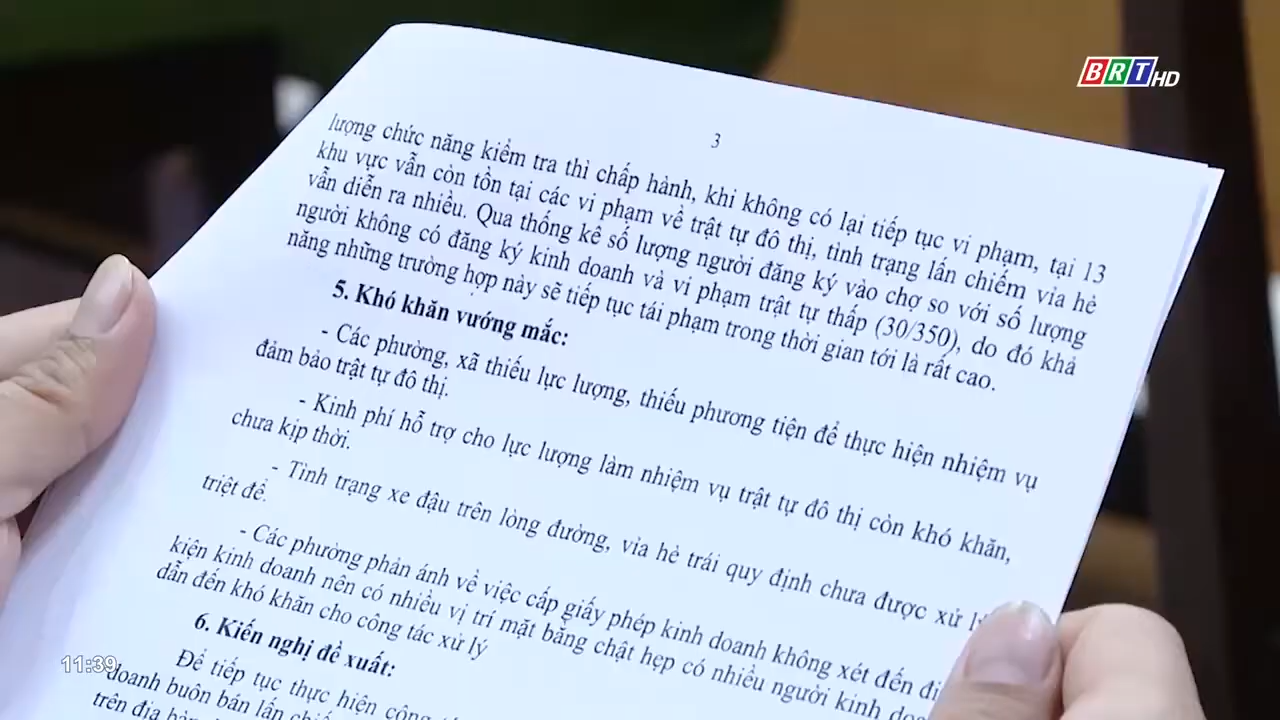 BRT HD
3
lượng chức năng kiểm tra thì chấp hành, khi không có lại tiếp tục vi phạm, tại 13
khu vực vẫn còn tồn tại các vi phạm về trật tự đô thị, tình trạng lấn chiếm vỉa hè
vẫn diễn ra nhiều. Qua thống kê số lượng người đăng ký vào chợ so với số lượng
người không có đăng ký kinh doanh và vi phạm trật tự thấp (30/350), do đó khả
năng những trường hợp này sẽ tiếp tục tái phạm trong thời gian tới là rất cao.
5. Khó khăn vướng mắc:
- Các phường, xã thiếu lực lượng, thiếu phương tiện để thực hiện nhiệm vụ
đảm bảo trật tự đô thị.
- Kinh phí hỗ trợ cho lực lượng làm nhiệm vụ trật tự đô thị còn khó khăn,
chưa kịp thời.
- Tình trạng xe đậu trên lòng đường, vỉa hè trái quy định chưa được xử lý
triệt để.
- Các phường phản ánh về việc cấp giấy phép kinh doanh không xét đến
kiện kinh doanh nên có nhiều vị trí mặt bằng chật hẹp có nhiều người kinh
dẫn đến khó khăn cho công tác xử lý
6. Kiến nghị đề xuất:
Để tiếp tục thực hiện công
doanh buôn bán lấn
trên địa
11:39